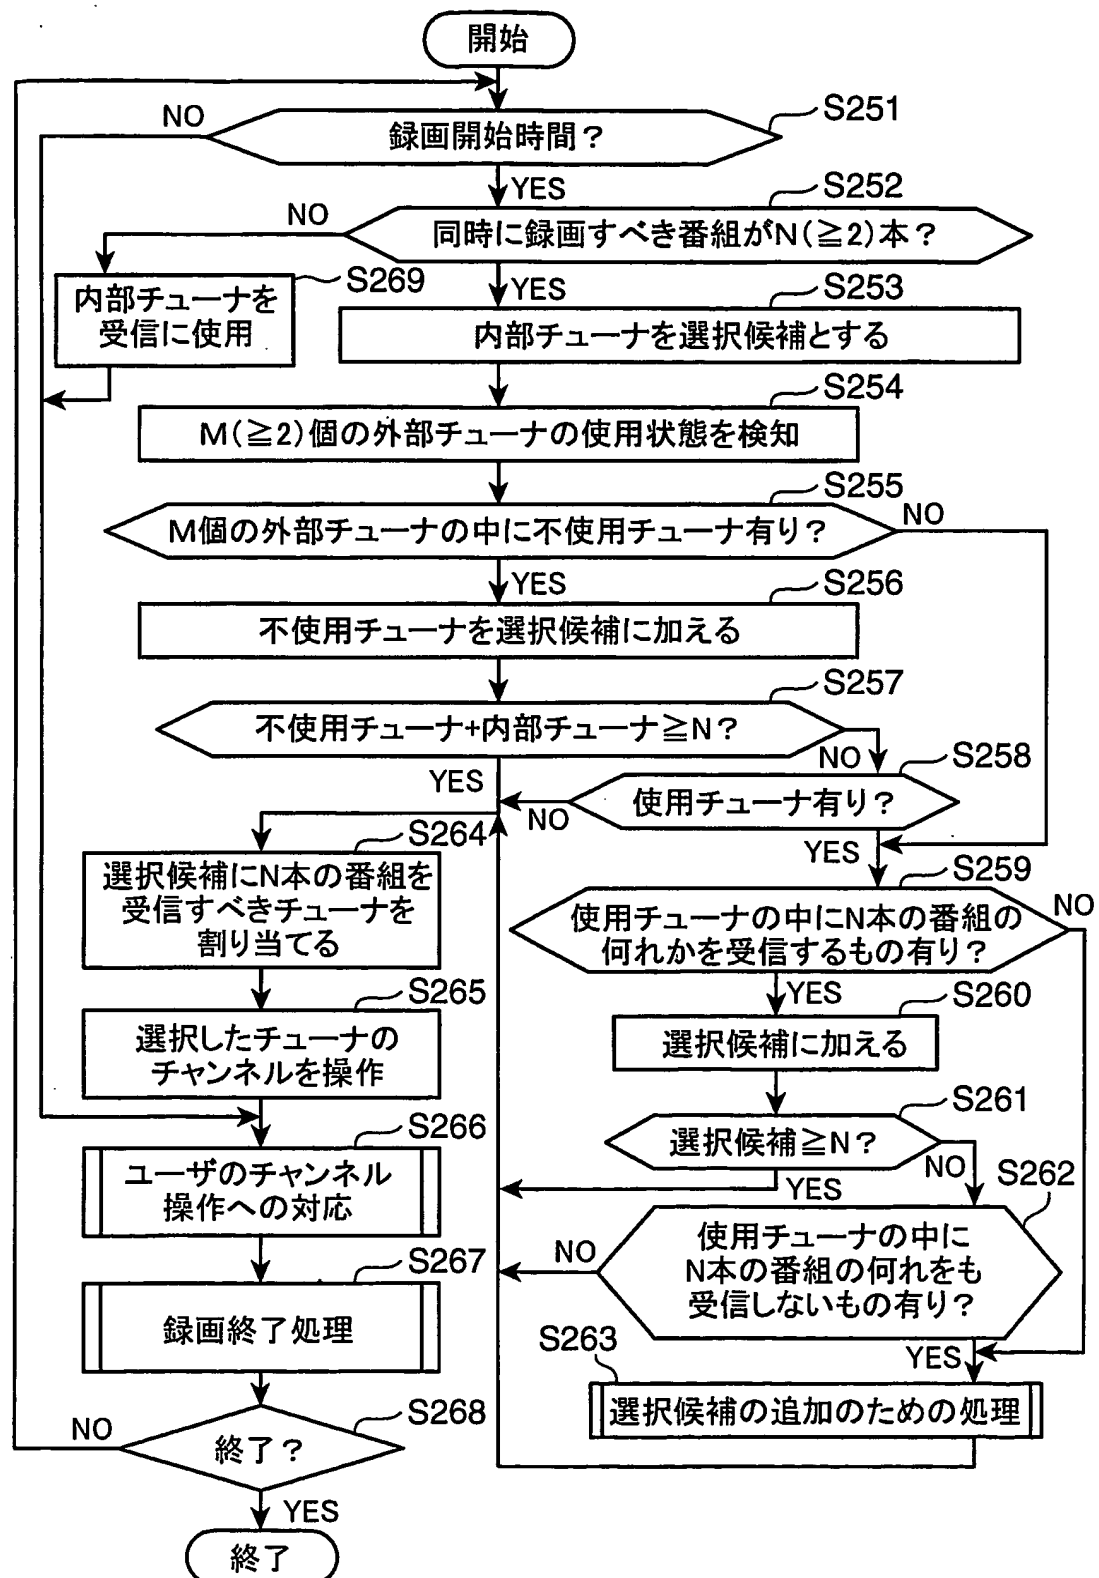 開始
NO
S251
録画開始時間？
YES
S252
NO
同時に録画すべき番組がN(≧2)本？
S269
YES
S253
内部チューナを
受信に使用
内部チューナを選択候補とする
S254
M(≧2)個の外部チューナの使用状態を検知
S255
M個の外部チューナの中に不使用チューナ有り？
NO
YES
S256
不使用チューナを選択候補に加える
S257
不使用チューナ+内部チューナ≧N？
NO
S258
YES
使用チューナ有り？
NO
S264
YES
S259
選択候補にN本の番組を
受信すべきチューナを
割り当てる
使用チューナの中にN本の番組の
何れかを受信するもの有り？
NO
S265
YES
S260
選択したチューナの
チャンネルを操作
選択候補に加える
S261
S266
選択候補≧N？
NO
S262
YES
ユーザのチャンネル
操作への対応
使用チューナの中に
N本の番組の何れをも
受信しないもの有り？
NO
S267
録画終了処理
S263
YES
選択候補の追加のための処理
S268
NO
終了？
YES
終了